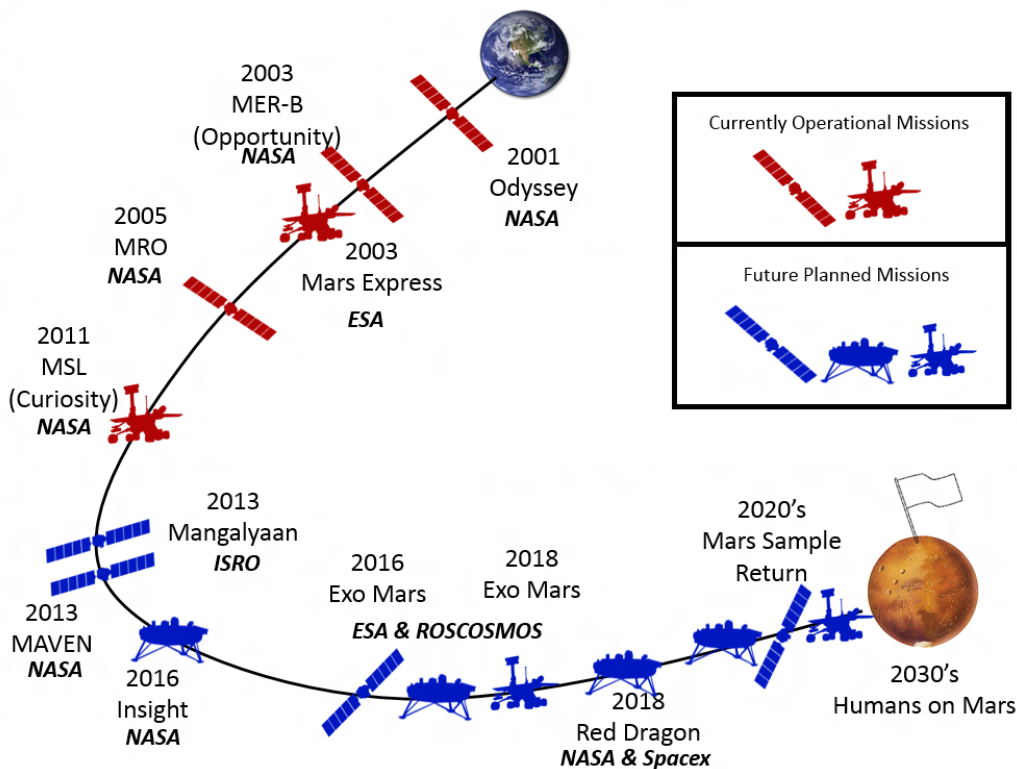 2001
Odyssey
NASA
2003
MER-B
(Opportunity)
NASA
2003
Mars Express
ESA
2005
MRO
NASA
2011
MSL
(Curiosity)
NASA
2013
Mangalyaan
ISRO
2013
MAVEN
NASA
2016
Insight
NASA
2016
Exo Mars
2018
Exo Mars
ESA & ROSCOSMOS
2018
Red Dragon
NASA & Spacex
2020's
Mars Sample
Return
2030's
Humans on Mars
Currently Operational Missions
Future Planned Missions